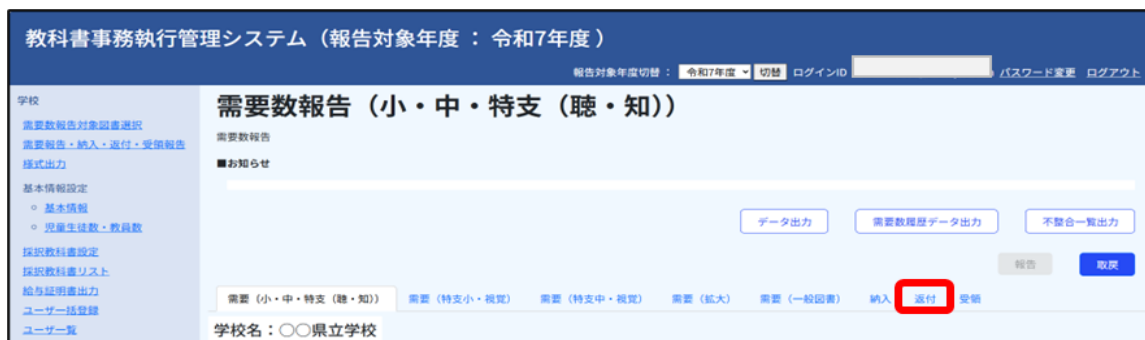 教科書事務執行管理システム（報告対象年度 ： 令和7年度 ）
報告対象年度切替 ： 令和7年度 切替 ログインID パスワード変更 ログアウト
学校
需要数報告対象図書選択
需要報告・納入・返付・受領報告
様式出力
基本情報設定
基本情報
児童生徒数・教員数
採択教科書設定
採択教科書リスト
給与証明書出力
ユーザー一括登録
ユーザ一覧
需要数報告（小・中・特支（聴・知））
需要数報告
■お知らせ
データ出力 需要数履歴データ出力 不整合一覧出力
報告 取戻
需要（小・中・特支（聴・知）） 需要（特支小・視覚） 需要（特支中・視覚） 需要（拡大） 需要（一般図書） 納入 返付 受領
学校名：○○県立学校